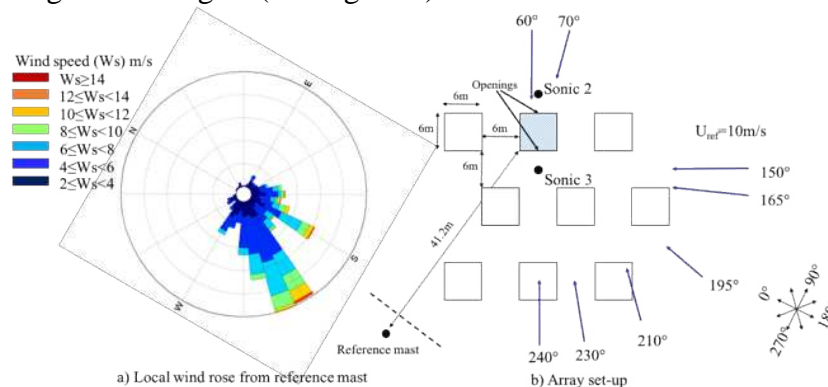 60°
70°
Wind speed (Ws) m/s
Ws≥14
12≤Ws<14
10≤Ws<12
8≤Ws<10
6≤Ws<8
4≤Ws<6
2≤Ws<4
E
N
S
W
Openings
Sonic 2
6m
6m
6m
6m
Uref=10m/s
Sonic 3
150°
165°
41.2m
195°
0°
90°
270°
210°
240°
230°
Reference mast
a) Local wind rose from reference mast
b) Array set-up